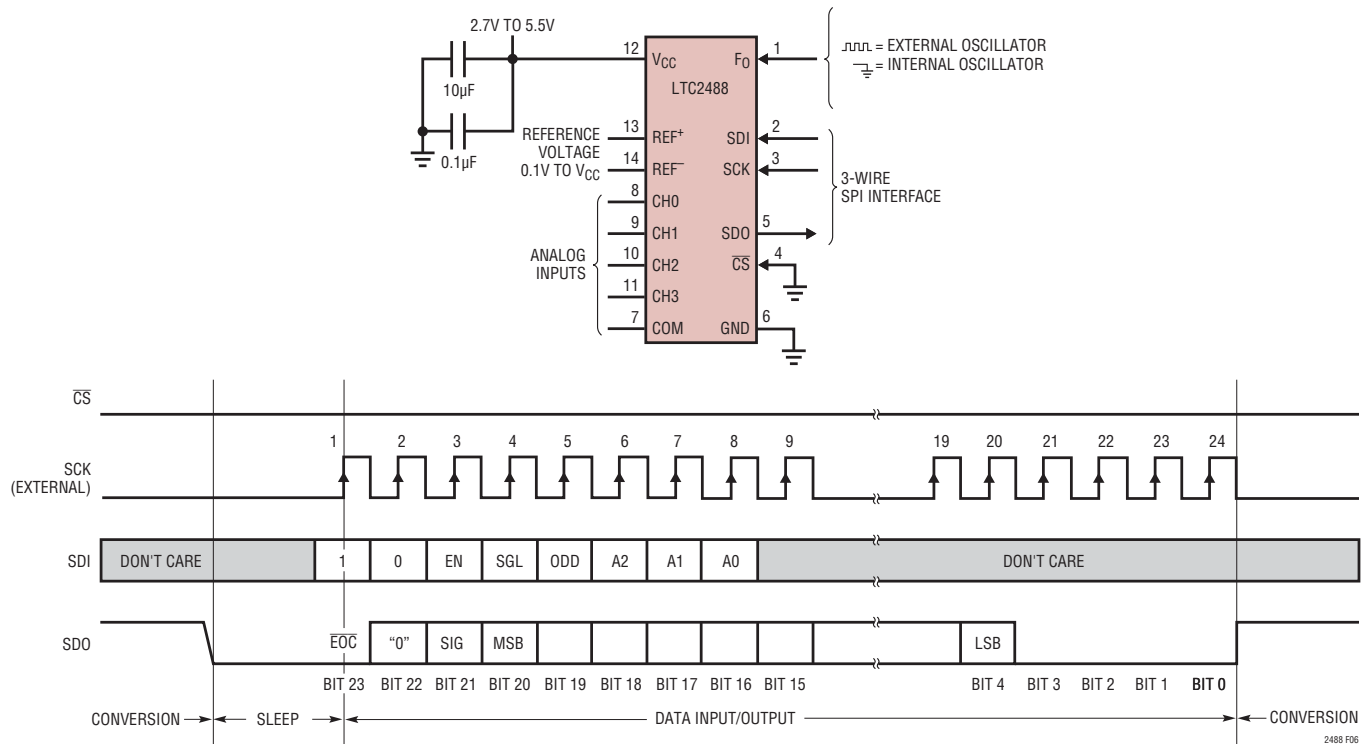 2.7V TO 5.5V
10µF
0.1µF
REFERENCE
VOLTAGE
0.1V TO VCC
ANALOG
INPUTS
12
13
14
8
9
10
11
7
VCC
LTC2488
REF+
REF–
CH0
CH1
CH2
CH3
COM
FO
SDI
SCK
SDO
CS
GND
1
2
3
5
4
6
= EXTERNAL OSCILLATOR
= INTERNAL OSCILLATOR
3-WIRE
SPI INTERFACE
CS
1 2 3 4 5 6 7 8 9 19 20 21 22 23 24
SCK
(EXTERNAL)
SDI DON'T CARE 1 0 EN SGL ODD A2 A1 A0 DON'T CARE
SDO EOC "0" SIG MSB LSB
BIT 23 BIT 22 BIT 21 BIT 20 BIT 19 BIT 18 BIT 17 BIT 16 BIT 15 BIT 4 BIT 3 BIT 2 BIT 1 BIT 0
CONVERSION SLEEP DATA INPUT/OUTPUT CONVERSION
2488 F06